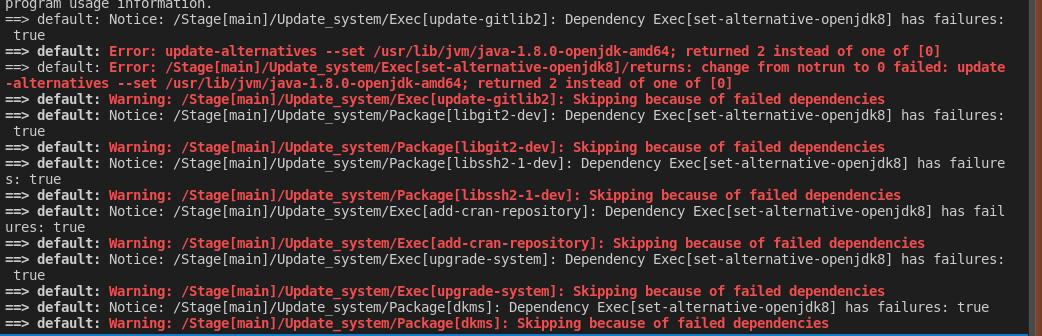 program usage information.
==> default: Notice: /Stage[main]/Update_system/Exec[update-gitlib2]: Dependency Exec[set-alternative-openjdk8] has failures:
 true
==> default: Error: update-alternatives --set /usr/lib/jvm/java-1.8.0-openjdk-amd64; returned 2 instead of one of [0]
==> default: Error: /Stage[main]/Update_system/Exec[set-alternative-openjdk8]/returns: change from notrun to 0 failed: update
-alternatives --set /usr/lib/jvm/java-1.8.0-openjdk-amd64; returned 2 instead of one of [0]
==> default: Warning: /Stage[main]/Update_system/Exec[update-gitlib2]: Skipping because of failed dependencies
==> default: Notice: /Stage[main]/Update_system/Package[libgit2-dev]: Dependency Exec[set-alternative-openjdk8] has failures:
 true
==> default: Warning: /Stage[main]/Update_system/Package[libgit2-dev]: Skipping because of failed dependencies
==> default: Notice: /Stage[main]/Update_system/Package[libssh2-1-dev]: Dependency Exec[set-alternative-openjdk8] has failure
s: true
==> default: Warning: /Stage[main]/Update_system/Package[libssh2-1-dev]: Skipping because of failed dependencies
==> default: Notice: /Stage[main]/Update_system/Exec[add-cran-repository]: Dependency Exec[set-alternative-openjdk8] has fail
ures: true
==> default: Warning: /Stage[main]/Update_system/Exec[add-cran-repository]: Skipping because of failed dependencies
==> default: Notice: /Stage[main]/Update_system/Exec[upgrade-system]: Dependency Exec[set-alternative-openjdk8] has failures:
 true
==> default: Warning: /Stage[main]/Update_system/Exec[upgrade-system]: Skipping because of failed dependencies
==> default: Notice: /Stage[main]/Update_system/Package[dkms]: Dependency Exec[set-alternative-openjdk8] has failures: true
==> default: Warning: /Stage[main]/Update_system/Package[dkms]: Skipping because of failed dependencies